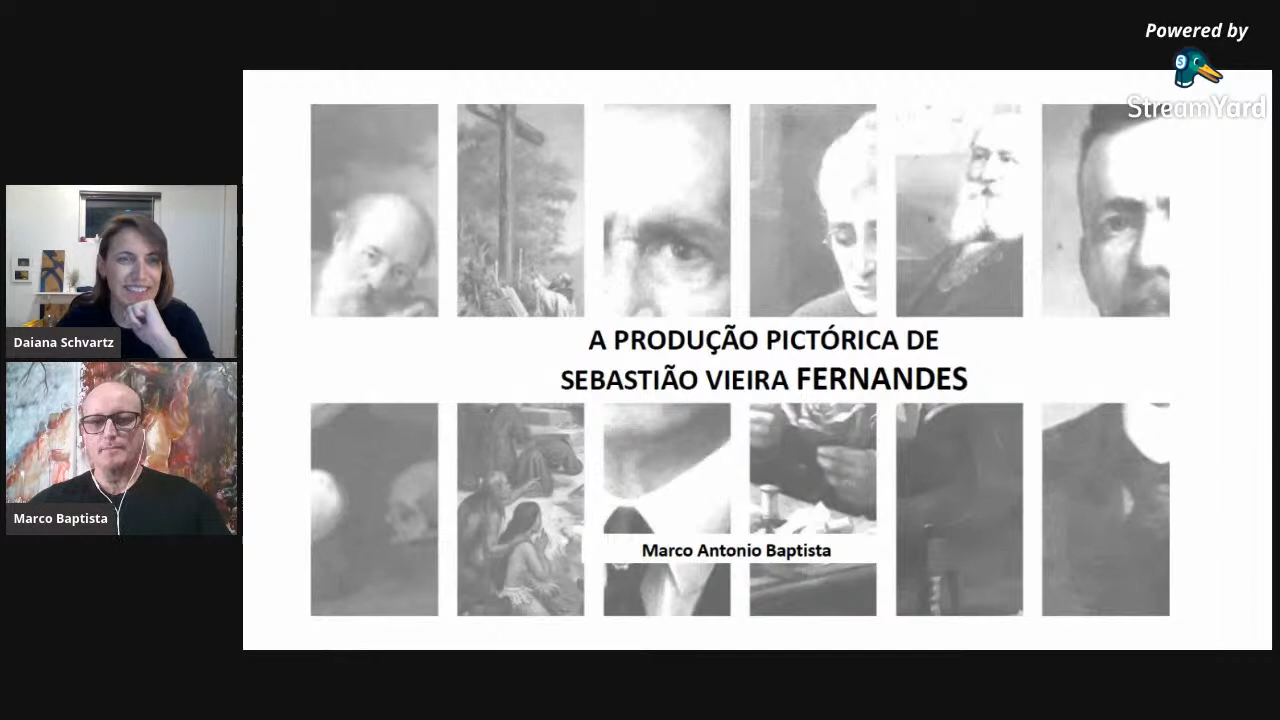 Powered by
StreamYard
A PRODUÇÃO PICTÓRICA DE
SEBASTIÃO VIEIRA FERNANDES
Daiana Schvartz
Marco Baptista
Marco Antonio Baptista